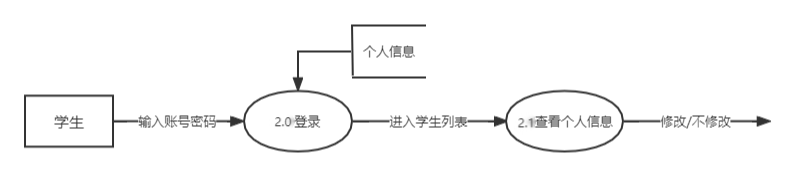 个人信息
学生
输入账号密码
2.0登录
进入学生列表
2.1查看个人信息
修改/不修改